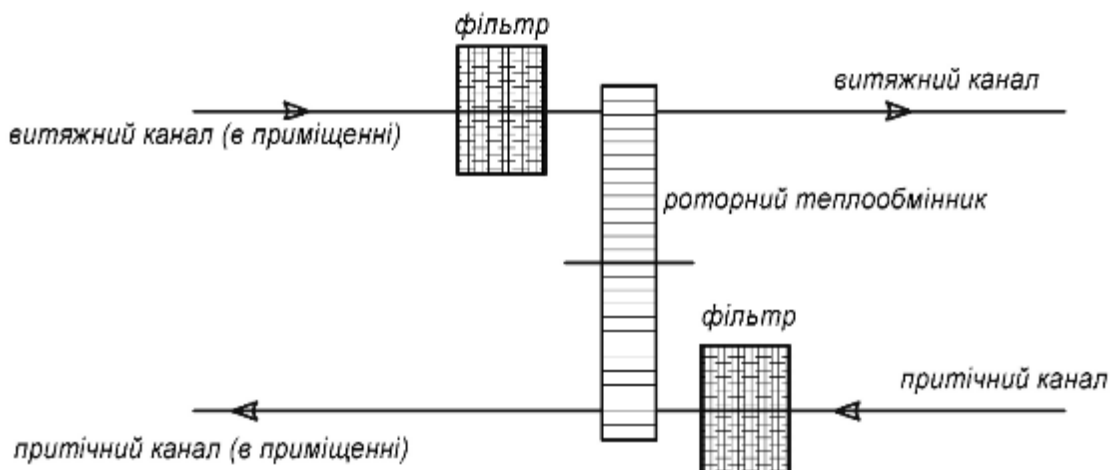 фільтр
витяжний канал
витяжний канал (в приміщенні)
роторний теплообмінник
фільтр
притічний канал
притічний канал (в приміщенні)